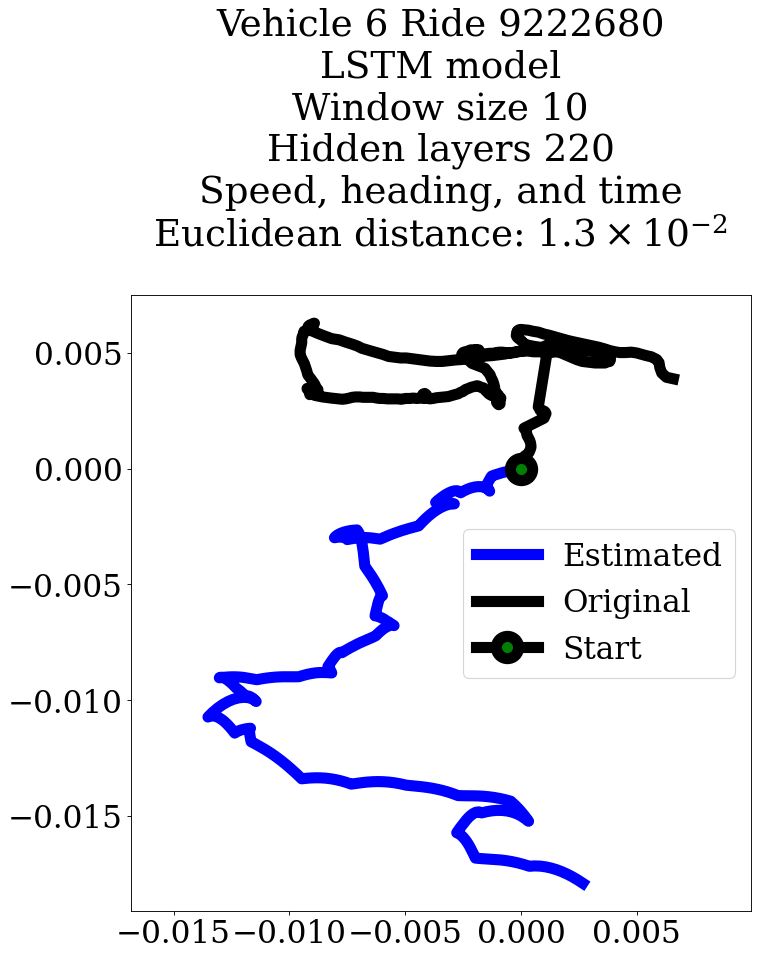 Vehicle 6 Ride 9222680
LSTM model
Window size 10
Hidden layers 220
Speed, heading, and time
Euclidean distance: 1.3 × 10⁻²
0.005
0.000
−0.005
−0.010
−0.015
Estimated
Original
Start
−0.015 −0.010 −0.005 0.000 0.005